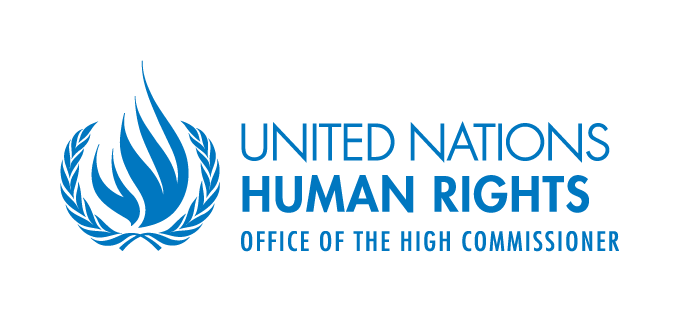 UNITED NATIONS
HUMAN RIGHTS
OFFICE OF THE HIGH COMMISSIONER